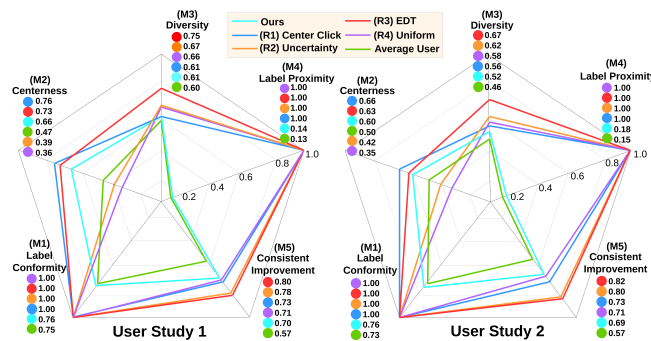 Ours
(R1) Center Click
(R2) Uncertainty
(R3) EDT
(R4) Uniform
Average User
(M3)
Diversity
0.75
0.67
0.66
0.61
0.61
0.60
(M2)
Centerness
0.76
0.73
0.66
0.47
0.39
0.36
(M4)
Label Proximity
1.00
1.00
1.00
1.00
0.14
0.13
0.2
0.4
0.6
0.8
1.0
(M1)
Label
Conformity
1.00
1.00
1.00
1.00
0.76
0.75
(M5)
Consistent
Improvement
0.80
0.78
0.73
0.71
0.70
0.57
User Study 1
(M3)
Diversity
0.67
0.62
0.58
0.56
0.52
0.46
(M2)
Centerness
0.66
0.63
0.60
0.50
0.42
0.35
(M4)
Label Proximity
1.00
1.00
1.00
1.00
0.18
0.15
0.2
0.4
0.6
0.8
1.0
(M1)
Label
Conformity
1.00
1.00
1.00
1.00
0.76
0.73
(M5)
Consistent
Improvement
0.82
0.80
0.73
0.71
0.69
0.57
User Study 2